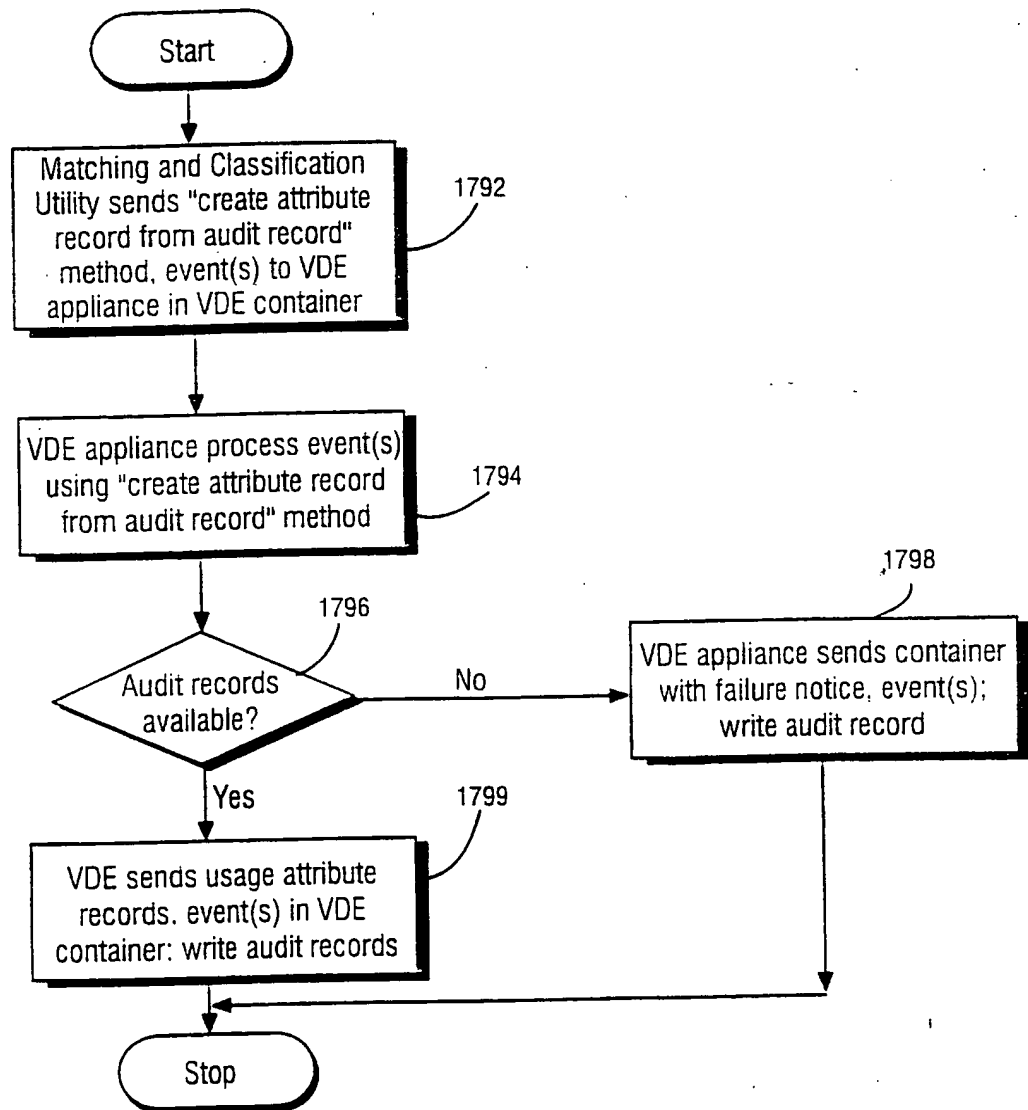 Start
Matching and Classification
Utility sends "create attribute
record from audit record"
method, event(s) to VDE
appliance in VDE container
1792
VDE appliance process event(s)
using "create attribute record
from audit record" method
1794
1796
Audit records
available?
No
Yes
1798
VDE appliance sends container
with failure notice, event(s);
write audit record
1799
VDE sends usage attribute
records. event(s) in VDE
container: write audit records
Stop